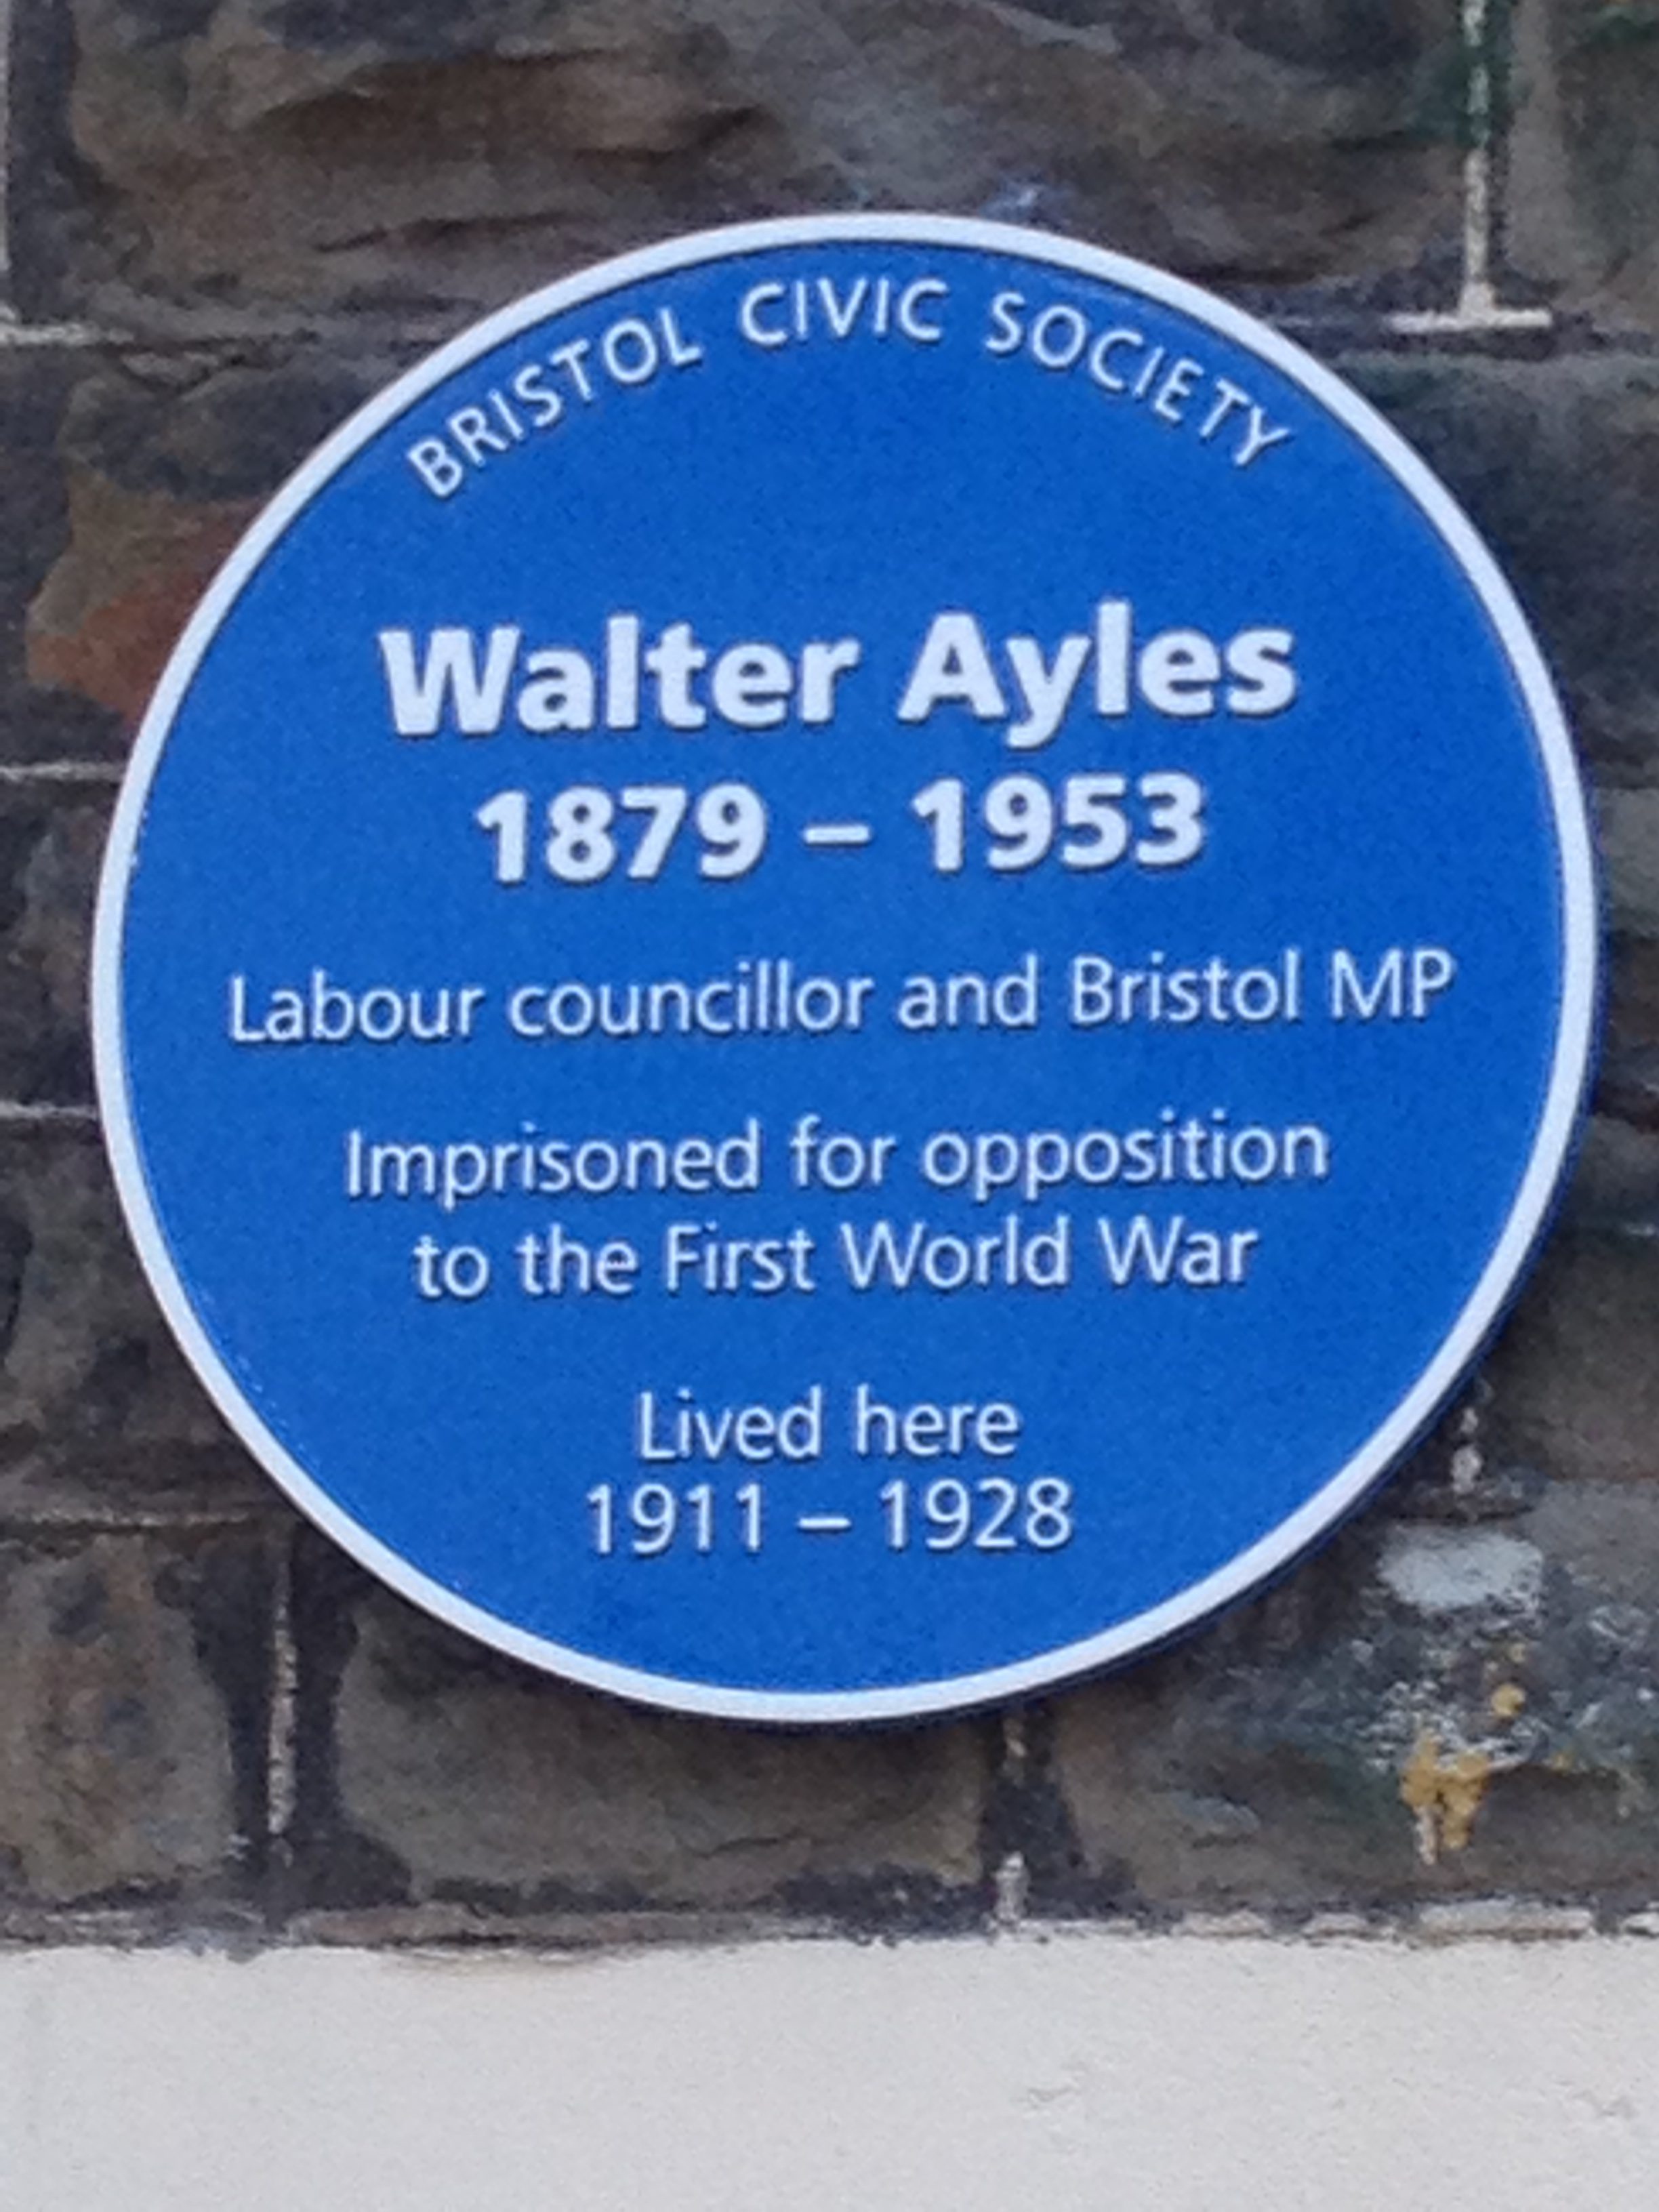 BRISTOL CIVIC SOCIETY
Walter Ayles
1879 – 1953
Labour councillor and Bristol MP
Imprisoned for opposition
to the First World War
Lived here
1911 – 1928